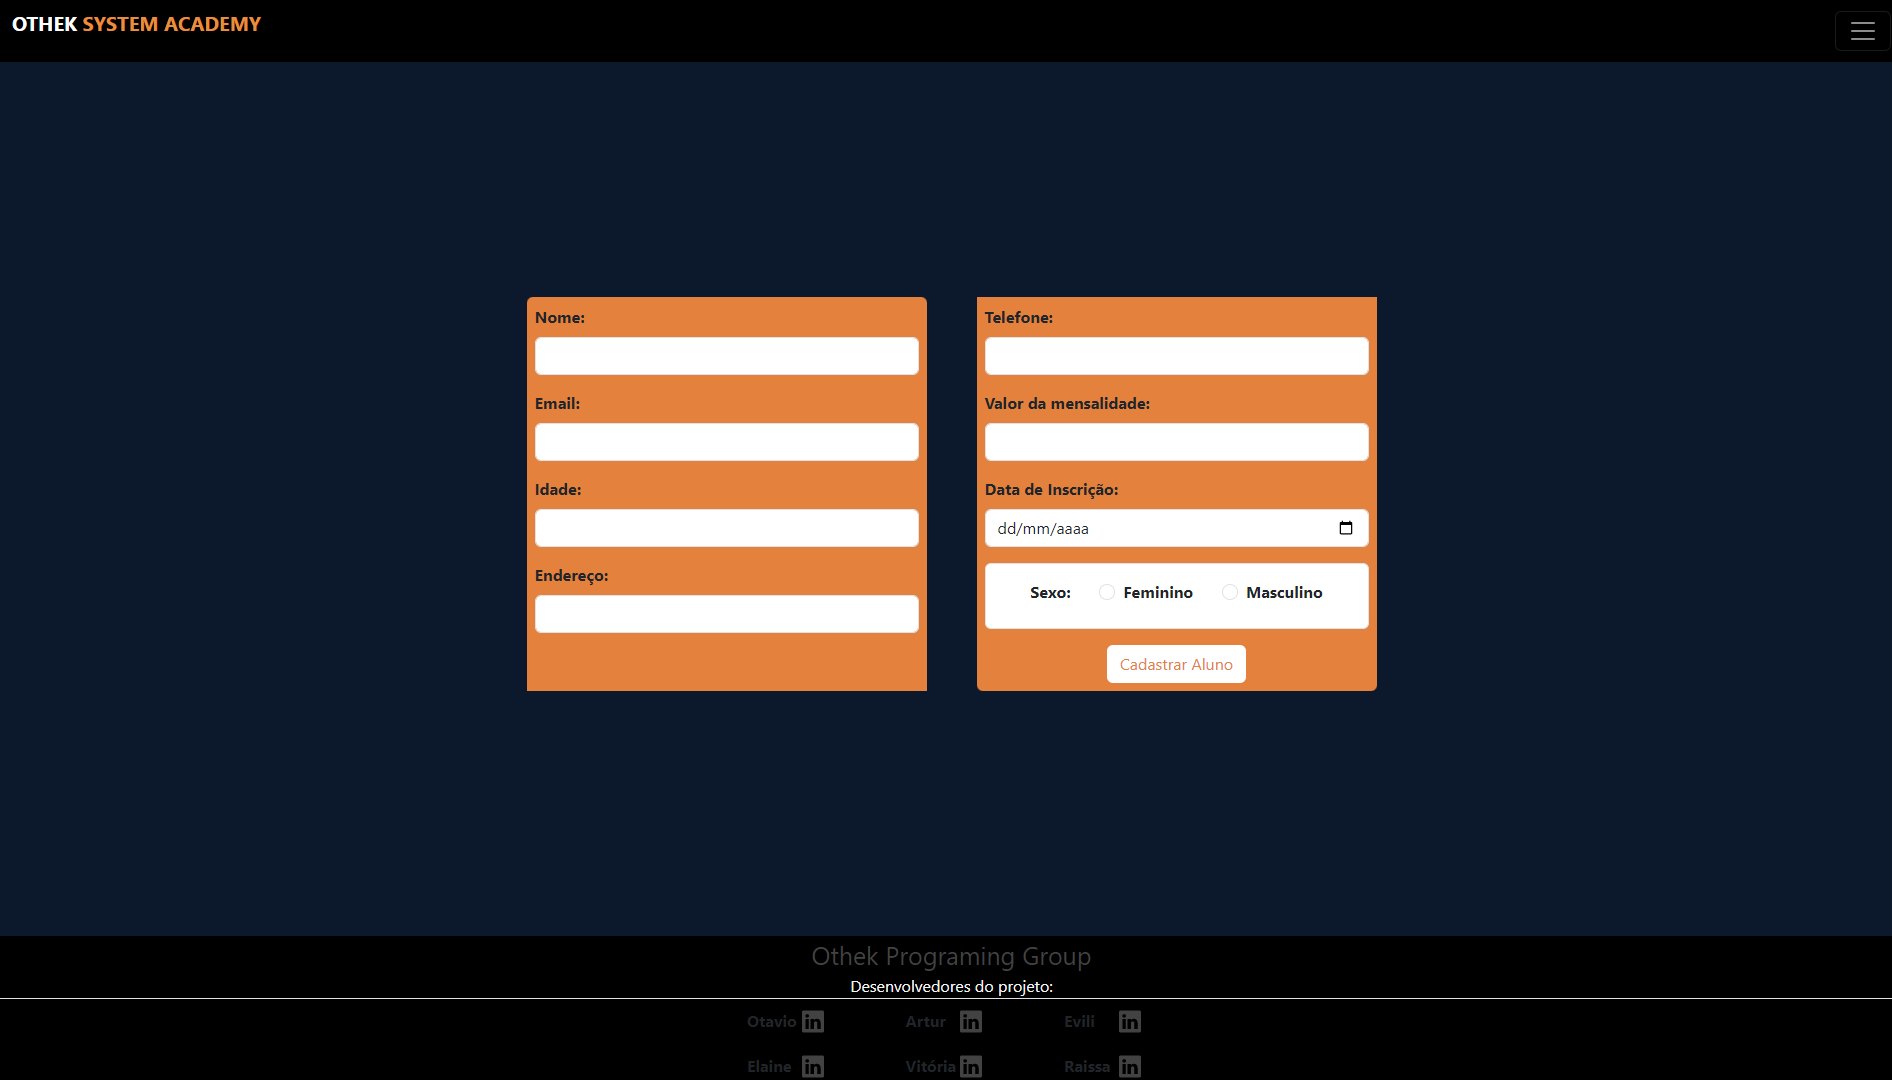 OTHEK SYSTEM ACADEMY
Nome:
Email:
Idade:
Endereço:
Telefone:
Valor da mensalidade:
Data de Inscrição:
dd/mm/aaaa
Sexo: Feminino Masculino
Cadastrar Aluno
Othek Programing Group
Desenvolvedores do projeto:
Otavio in Artur in Evili in
Elaine in Vitória in Raissa in